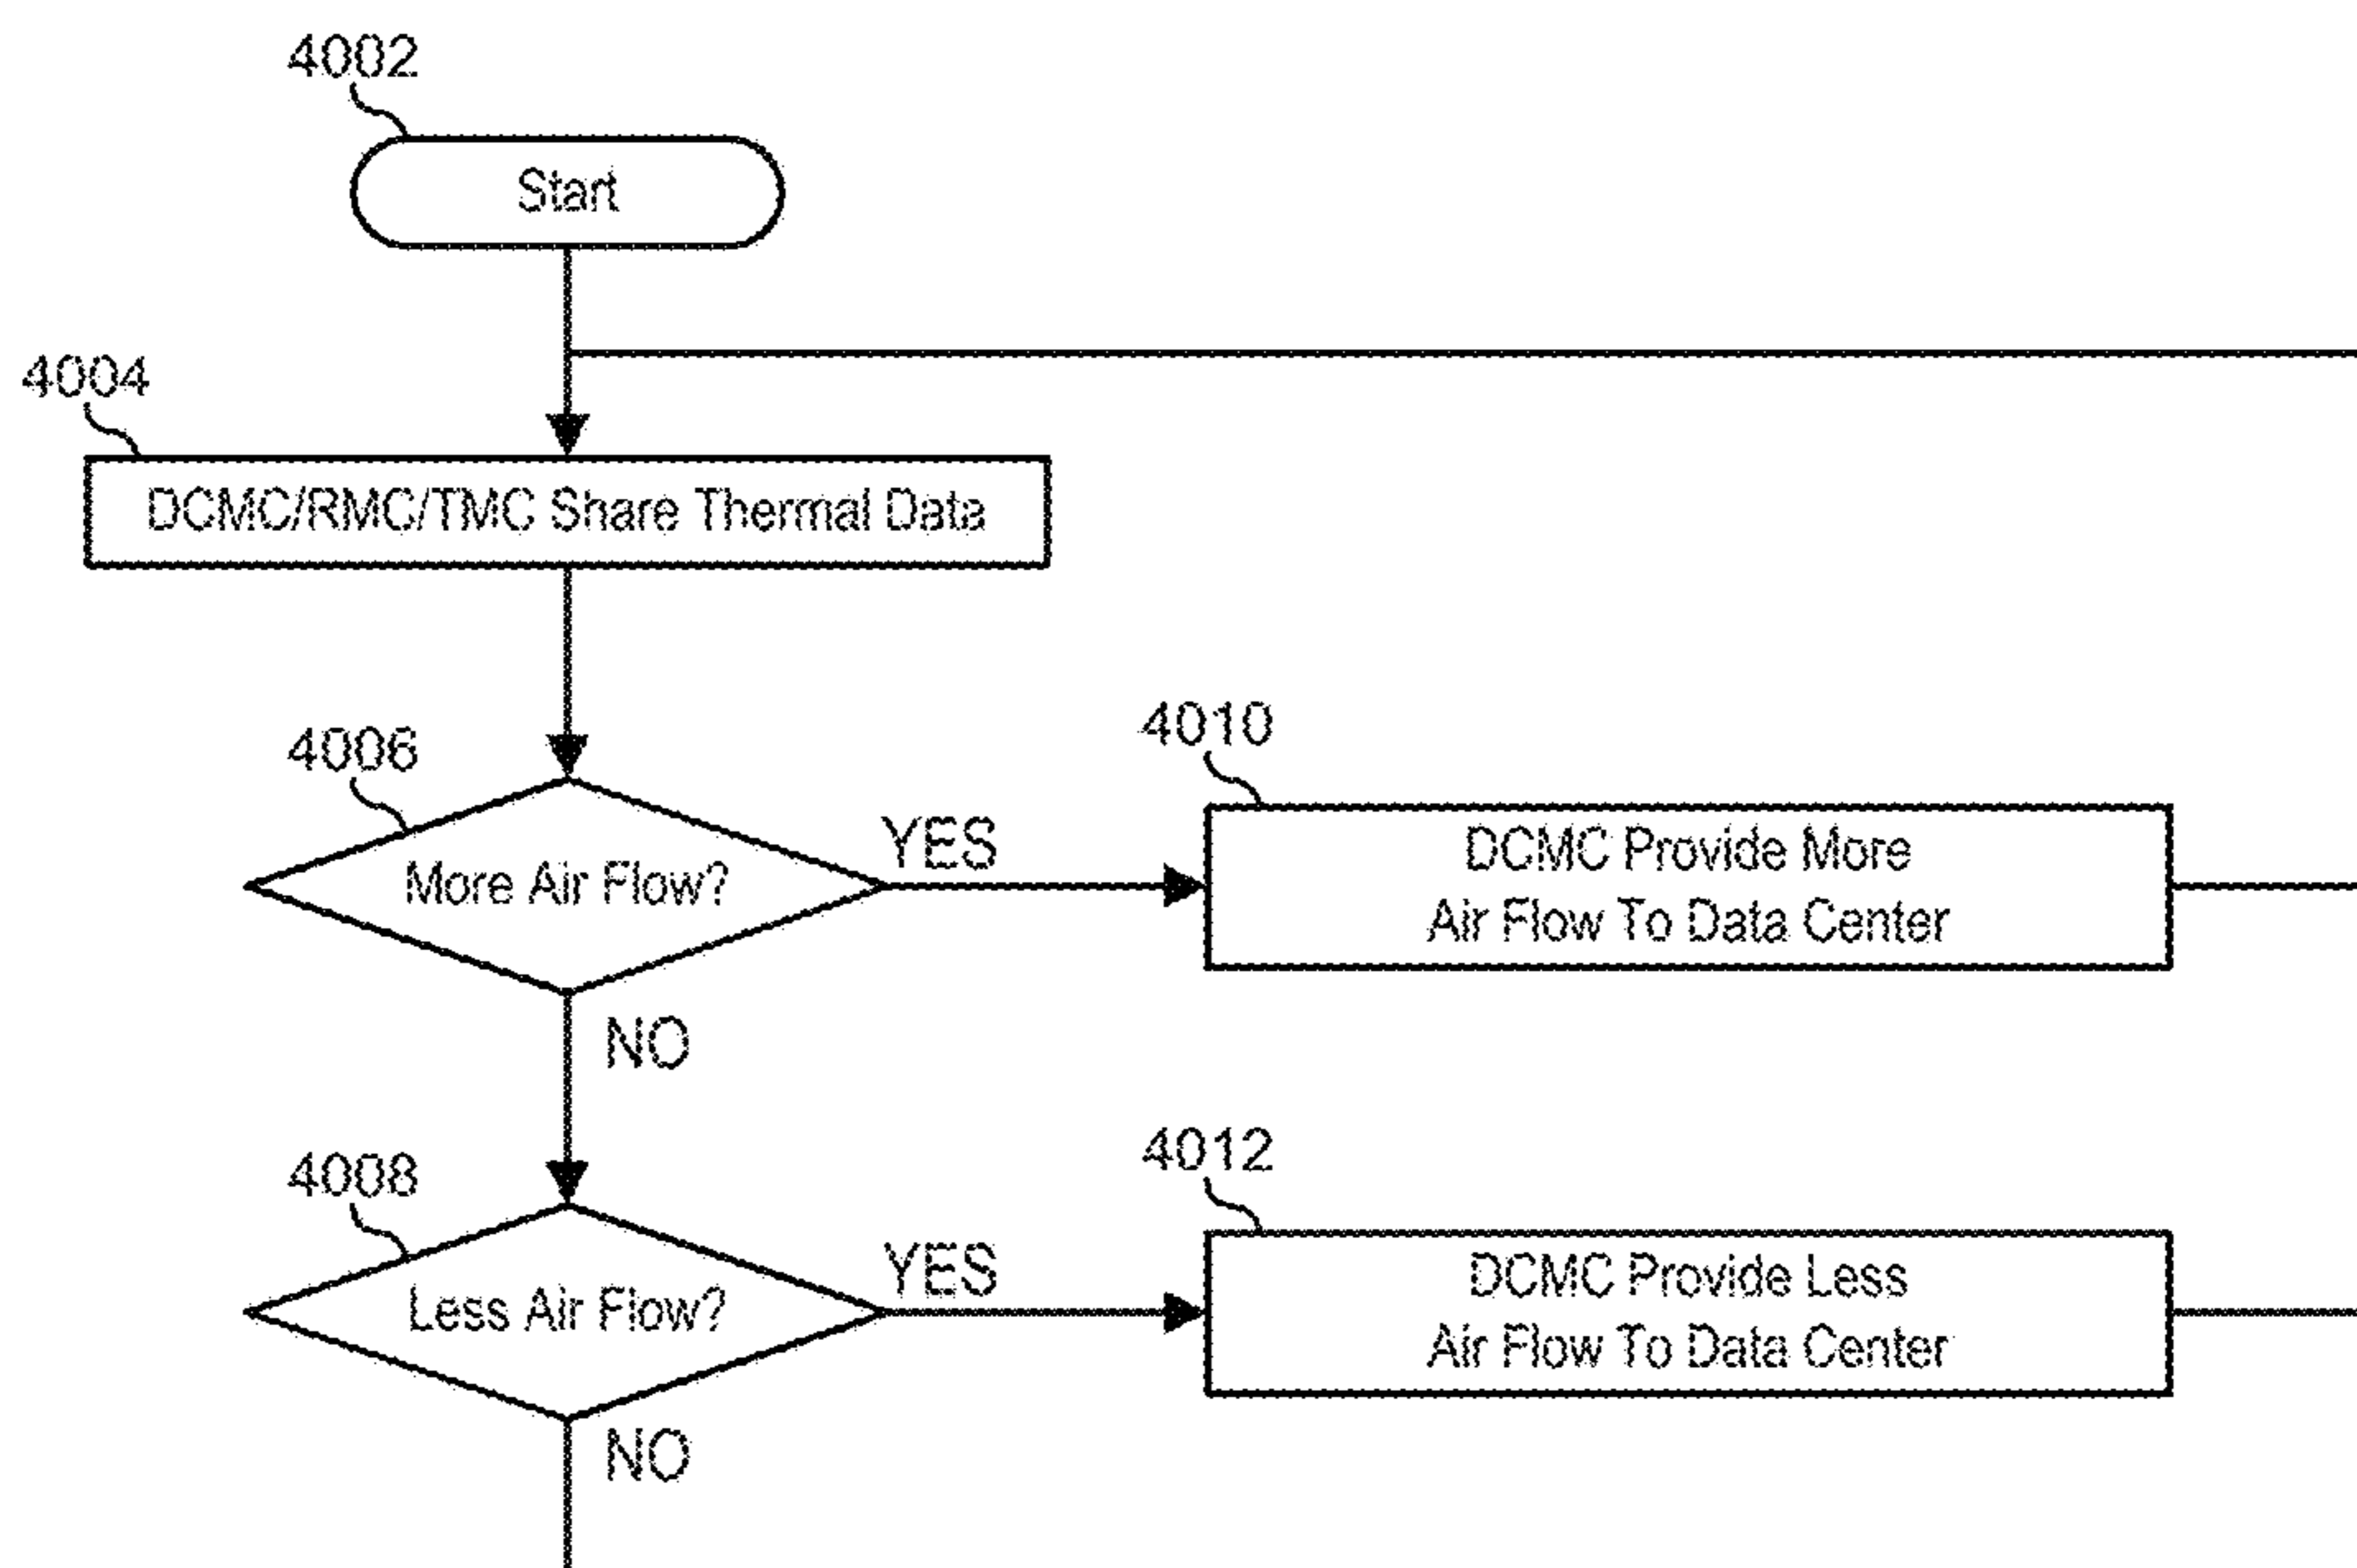 4002
Start
4004
DCMC/RMC/TMC Share Thermal Data
4006
More Air Flow?
YES
4010
DCMC Provide More
Air Flow To Data Center
NO
4008
Less Air Flow?
YES
4012
DCMC Provide Less
Air Flow To Data Center
NO